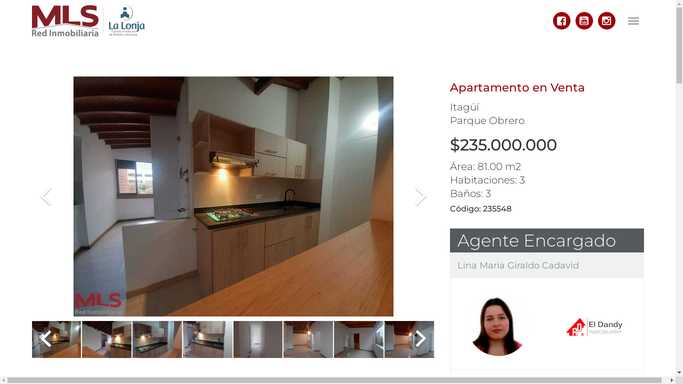 MLS
Red Inmobiliaria
La Lonja
Apartamento en Venta
Itagüí
Parque Obrero
$235.000.000
Área: 81.00 m2
Habitaciones: 3
Baños: 3
Código: 235548
Agente Encargado
Lina Maria Giraldo Cadavid
MLS
Red Inmobiliaria
El Dandy